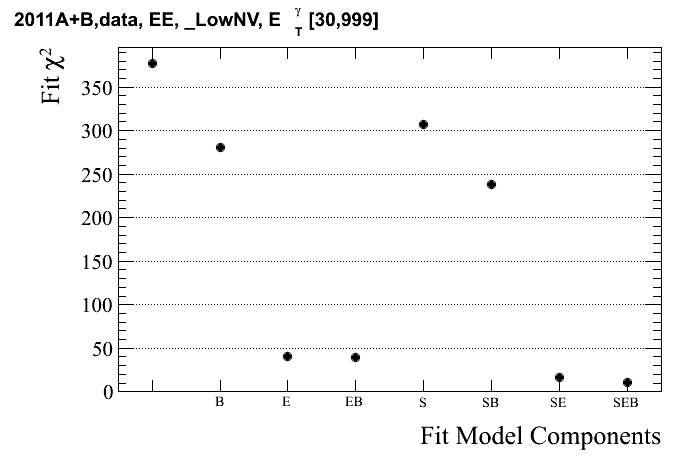 2011A+B,data, EE, _LowNV, E γ T [30,999]
Fit χ²
350
300
250
200
150
100
50
0
B E EB S SB SE SEB
Fit Model Components